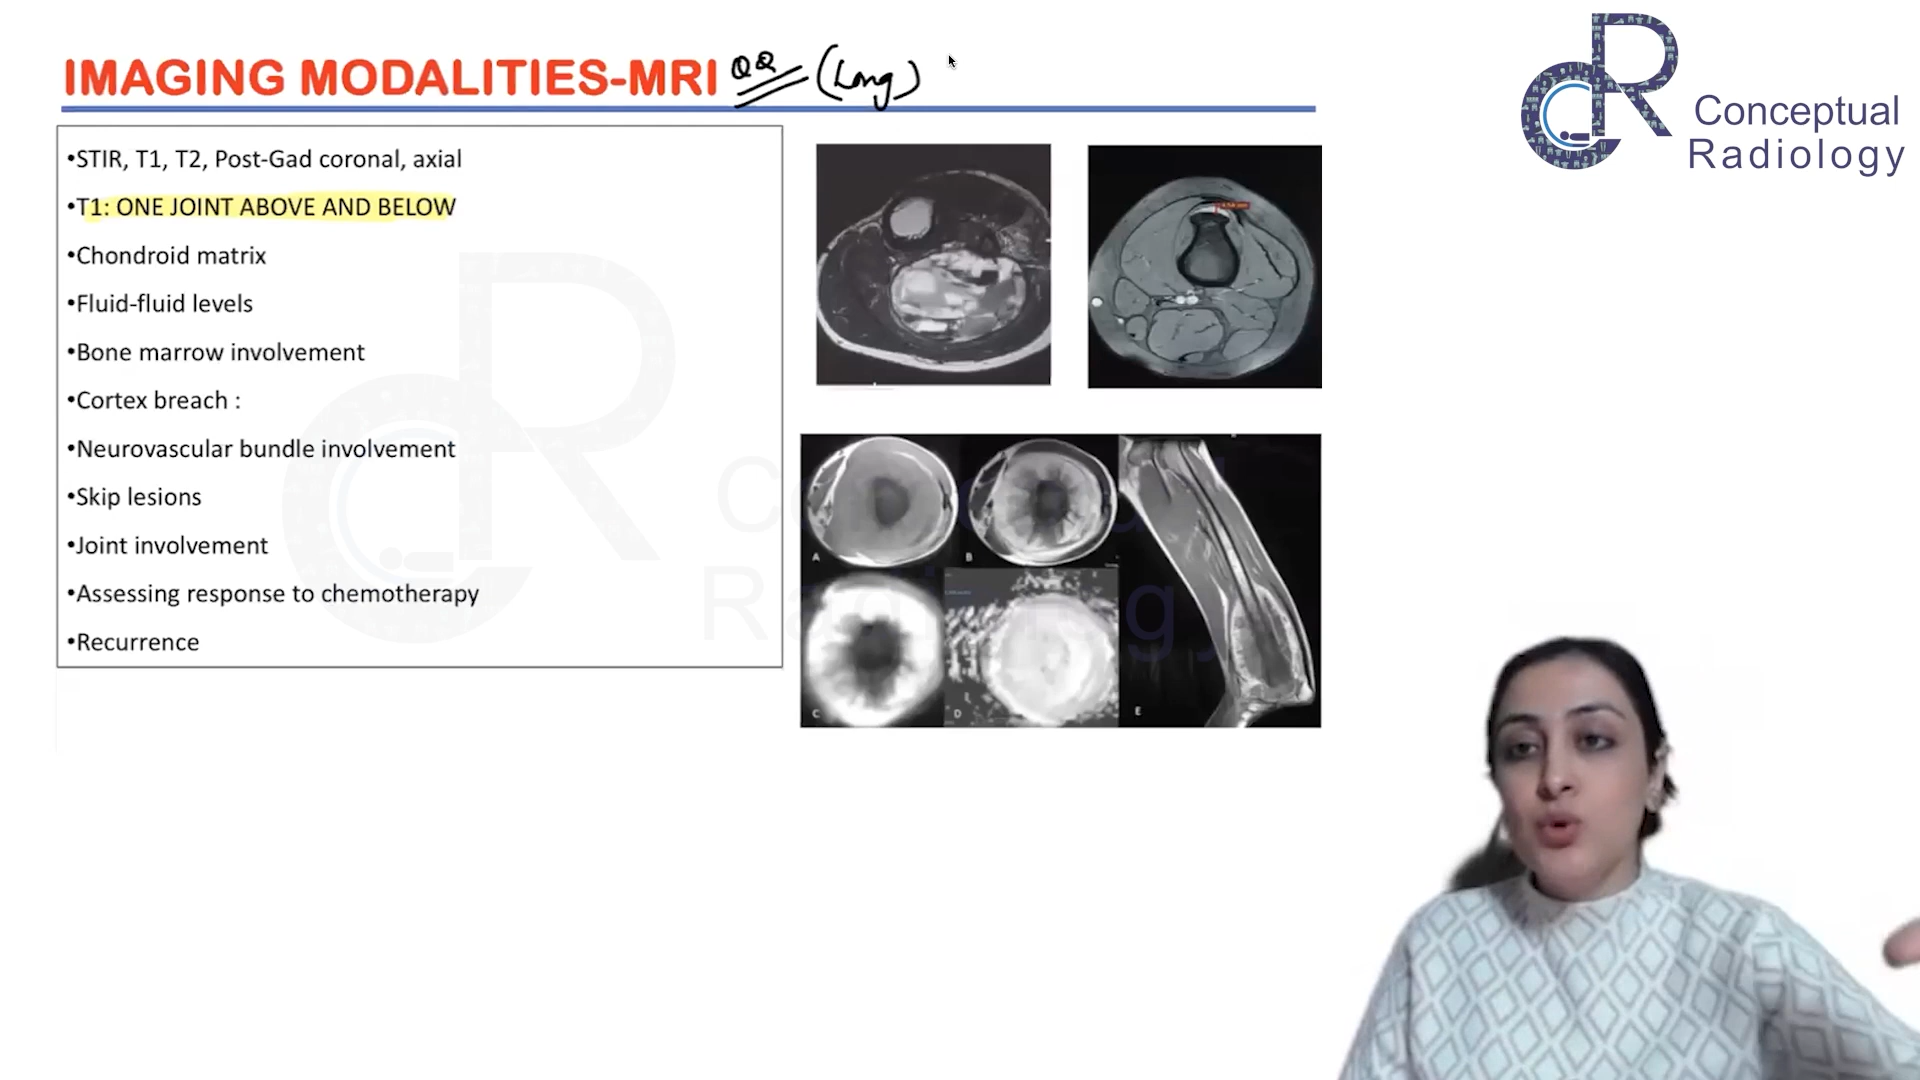 IMAGING MODALITIES-MRI (Long)
Conceptual
Radiology
•STIR, T1, T2, Post-Gad coronal, axial
•T1: ONE JOINT ABOVE AND BELOW
•Chondroid matrix
•Fluid-fluid levels
•Bone marrow involvement
•Cortex breach :
•Neurovascular bundle involvement
•Skip lesions
•Joint involvement
•Assessing response to chemotherapy
•Recurrence
A
B
C
D
E